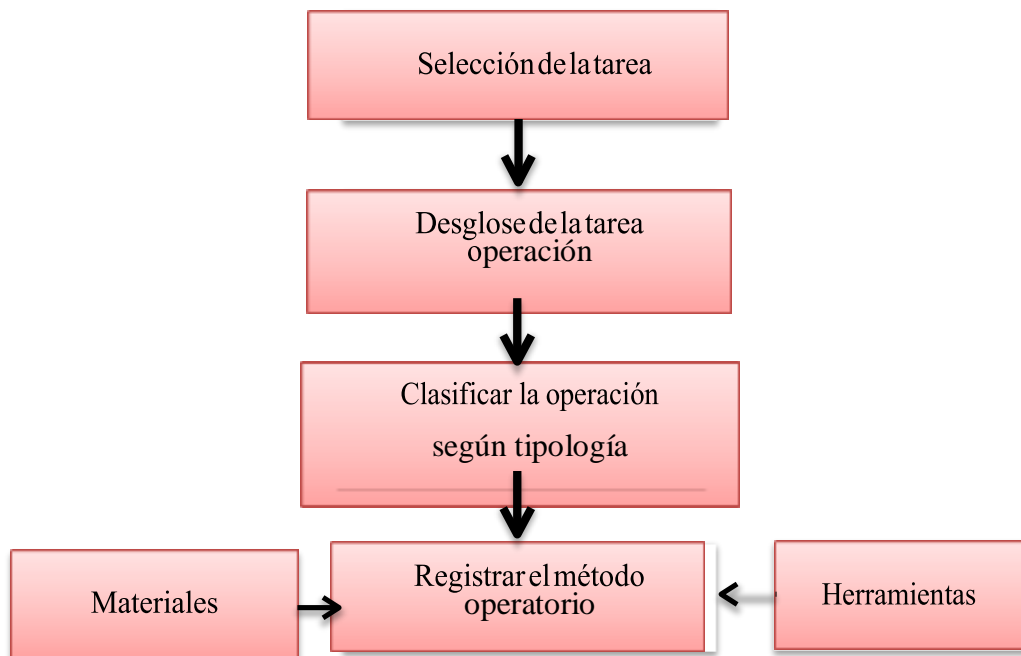 Selección de la tarea
Desglose de la tarea
operación
Clasificar la operación
según tipología
Materiales
Registrar el método
operatorio
Herramientas